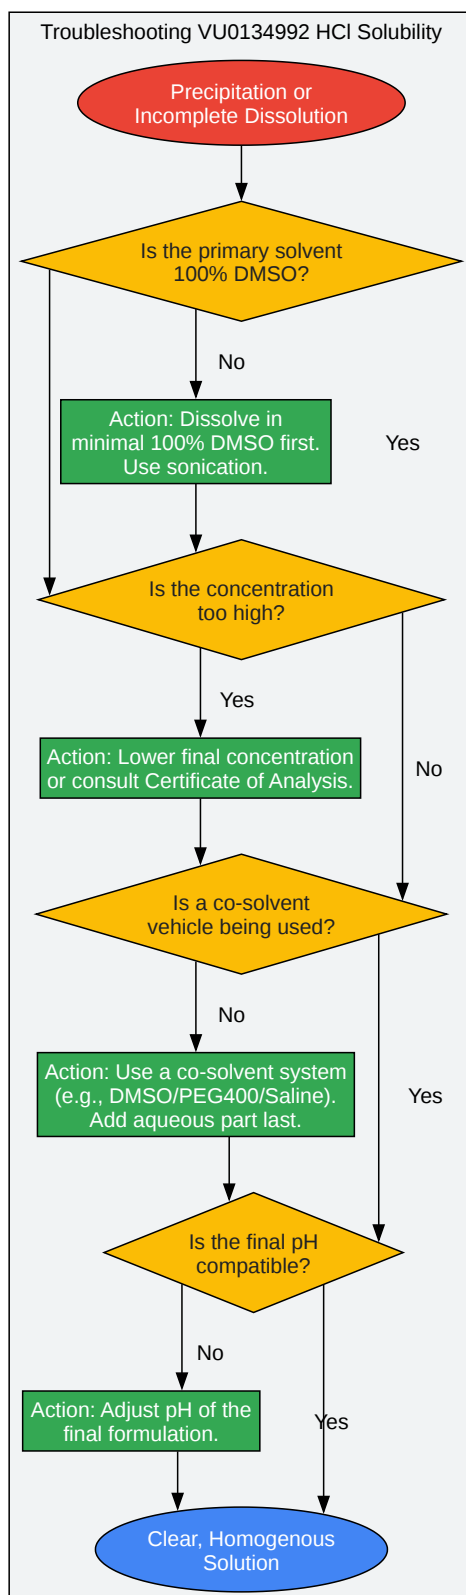 Troubleshooting VU0134992 HCl Solubility
Precipitation or
Incomplete Dissolution
Is the primary solvent
100% DMSO?
No
Action: Dissolve in
minimal 100% DMSO first.
Use sonication.
Yes
Is the concentration
too high?
Yes
Action: Lower final concentration
or consult Certificate of Analysis.
No
Is a co-solvent
vehicle being used?
No
Action: Use a co-solvent system
(e.g., DMSO/PEG400/Saline).
Add aqueous part last.
Yes
Is the final pH
compatible?
No
Action: Adjust pH of the
final formulation.
Yes
Clear, Homogenous
Solution